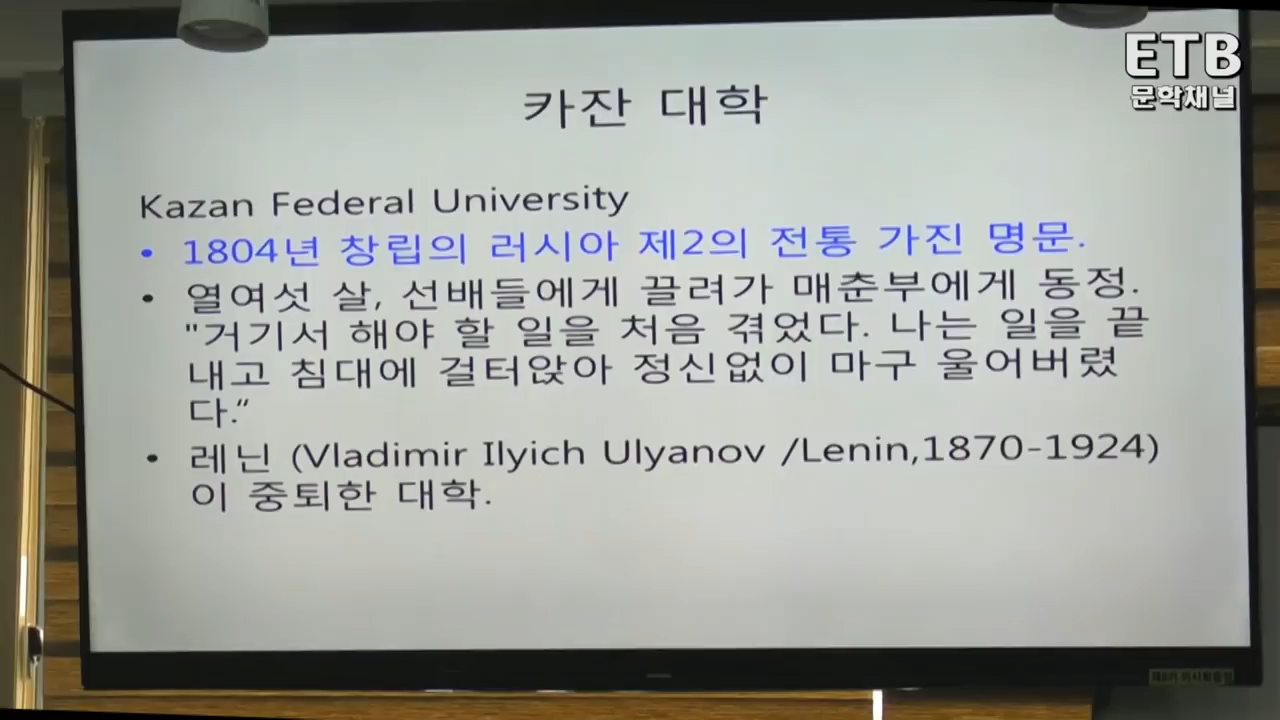 ETB
문학채널
카잔 대학
Kazan Federal University
• 1804년 창립의 러시아 제2의 전통 가진 명문.
• 열여섯 살, 선배들에게 끌려가 매춘부에게 동정.
"거기서 해야 할 일을 처음 겪었다. 나는 일을 끝
내고 침대에 걸터앉아 정신없이 마구 울어버렸
다.“
• 레닌 (Vladimir Ilyich Ulyanov /Lenin,1870-1924)
이 중퇴한 대학.